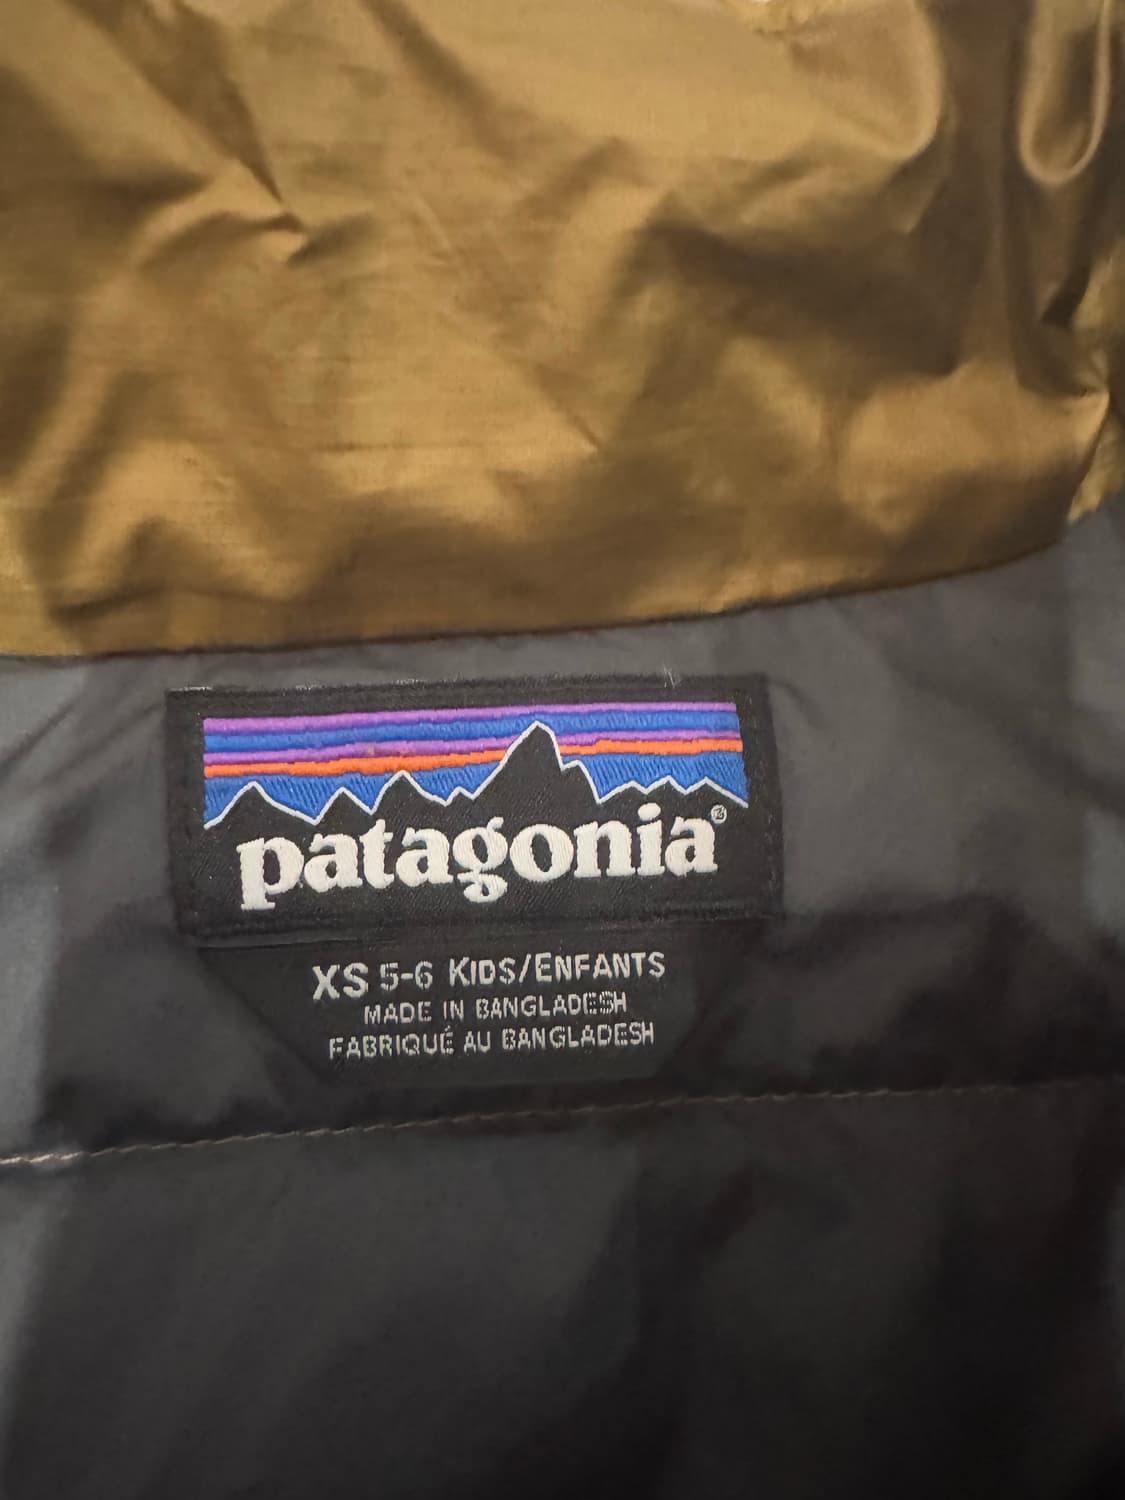 patagonia®
XS 5-6 KIDS/ENFANTS
MADE IN BANGLADESH
FABRIQUÉ AU BANGLADESH